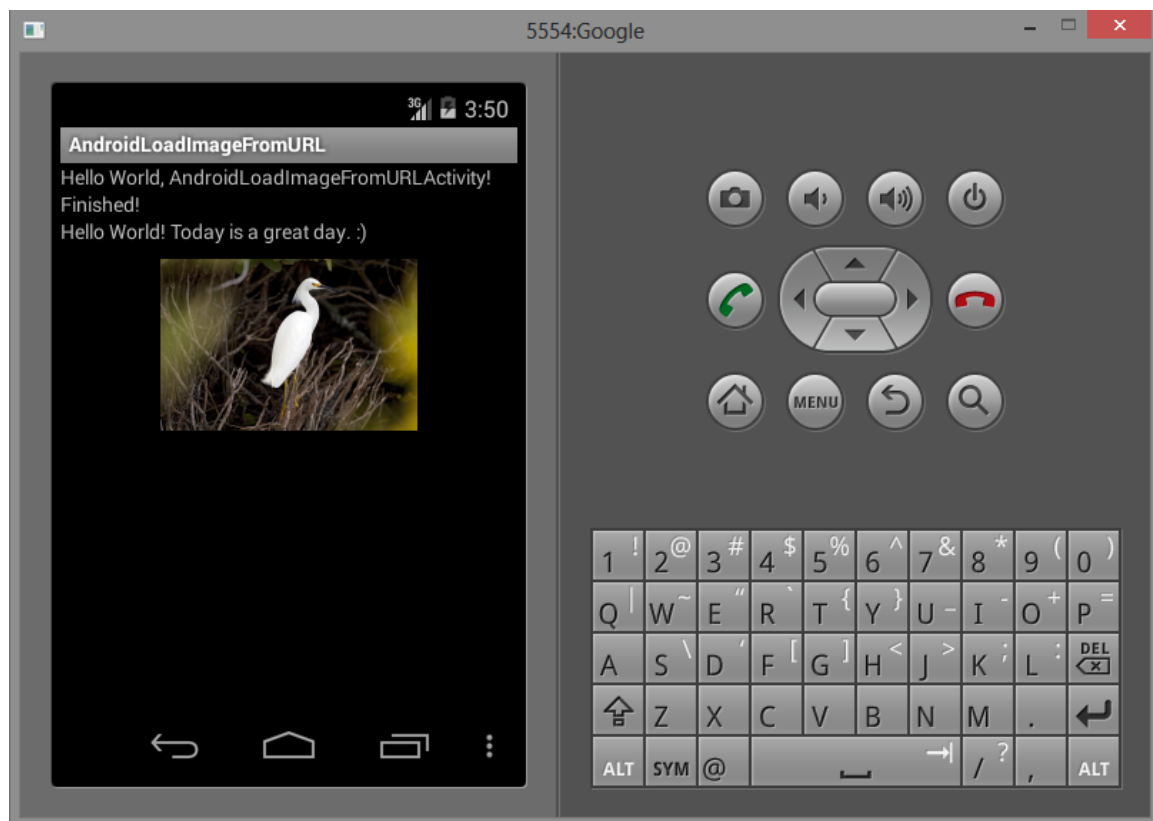 5554:Google
3G 3:50
AndroidLoadImageFromURL
Hello World, AndroidLoadImageFromURLActivity!
Finished!
Hello World! Today is a great day. :)
MENU
1 ! 2 @ 3 # 4 $ 5 % 6 ^ 7 & 8 * 9 ( 0 )
Q | W ~ E " R ` T { Y } U _ I - O + P =
A S \ D ' F [ G ] H < J > K ; L : DEL
Z X C V B N M .
ALT SYM @ / ? , ALT